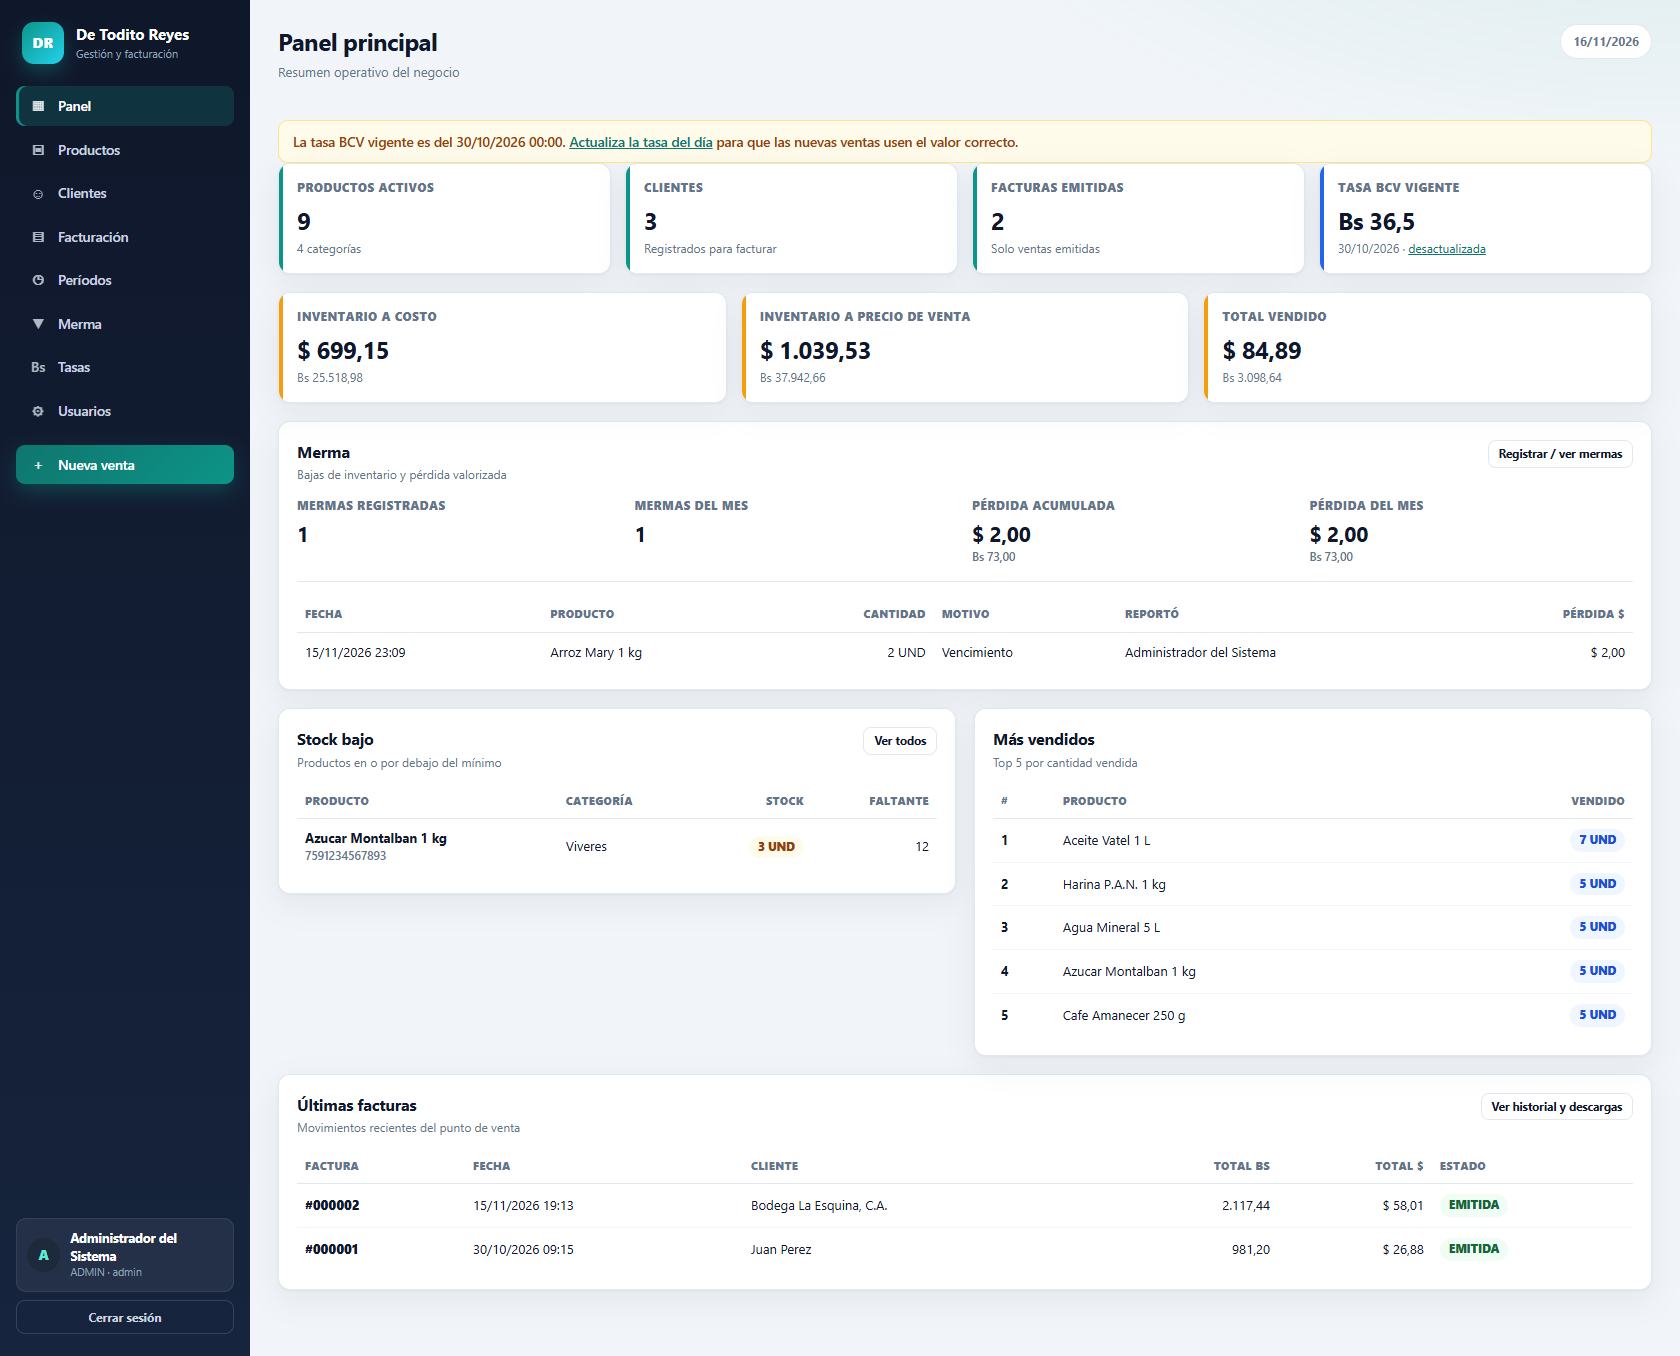 DR
De Todito Reyes
Gestión y facturación
Panel
Productos
Clientes
Facturación
Períodos
Merma
Bs Tasas
Usuarios
+ Nueva venta
A
Administrador del Sistema
ADMIN · admin
Cerrar sesión
Panel principal
Resumen operativo del negocio
16/11/2026
La tasa BCV vigente es del 30/10/2026 00:00. Actualiza la tasa del día para que las nuevas ventas usen el valor correcto.
PRODUCTOS ACTIVOS
9
4 categorías
CLIENTES
3
Registrados para facturar
FACTURAS EMITIDAS
2
Solo ventas emitidas
TASA BCV VIGENTE
Bs 36,5
30/10/2026 · desactualizada
INVENTARIO A COSTO
$ 699,15
Bs 25.518,98
INVENTARIO A PRECIO DE VENTA
$ 1.039,53
Bs 37.942,66
TOTAL VENDIDO
$ 84,89
Bs 3.098,64
Merma
Bajas de inventario y pérdida valorizada
Registrar / ver mermas
MERMAS REGISTRADAS
1
MERMAS DEL MES
1
PÉRDIDA ACUMULADA
$ 2,00
Bs 73,00
PÉRDIDA DEL MES
$ 2,00
Bs 73,00
FECHA PRODUCTO CANTIDAD MOTIVO REPORTÓ PÉRDIDA $
15/11/2026 23:09 Arroz Mary 1 kg 2 UND Vencimiento Administrador del Sistema $ 2,00
Stock bajo
Productos en o por debajo del mínimo
Ver todos
PRODUCTO CATEGORÍA STOCK FALTANTE
Azucar Montalban 1 kg Viveres 3 UND 12
7591234567893
Más vendidos
Top 5 por cantidad vendida
# PRODUCTO VENDIDO
1 Aceite Vatel 1 L 7 UND
2 Harina P.A.N. 1 kg 5 UND
3 Agua Mineral 5 L 5 UND
4 Azucar Montalban 1 kg 5 UND
5 Cafe Amanecer 250 g 5 UND
Últimas facturas
Movimientos recientes del punto de venta
Ver historial y descargas
FACTURA FECHA CLIENTE TOTAL BS TOTAL $ ESTADO
#000002 15/11/2026 19:13 Bodega La Esquina, C.A. 2.117,44 $ 58,01 EMITIDA
#000001 30/10/2026 09:15 Juan Perez 981,20 $ 26,88 EMITIDA